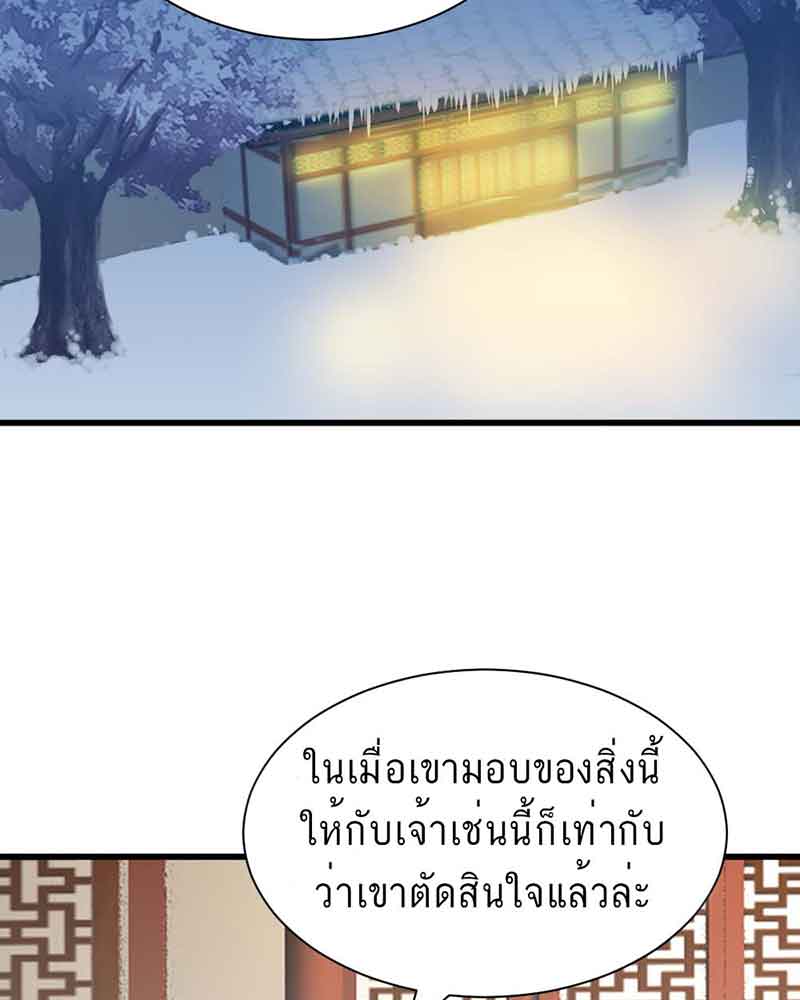 ในเมื่อเขามอบของสิ่งนี้
ให้กับเจ้าเช่นนี้ก็เท่ากับ
ว่าเขาตัดสินใจแล้วล่ะ